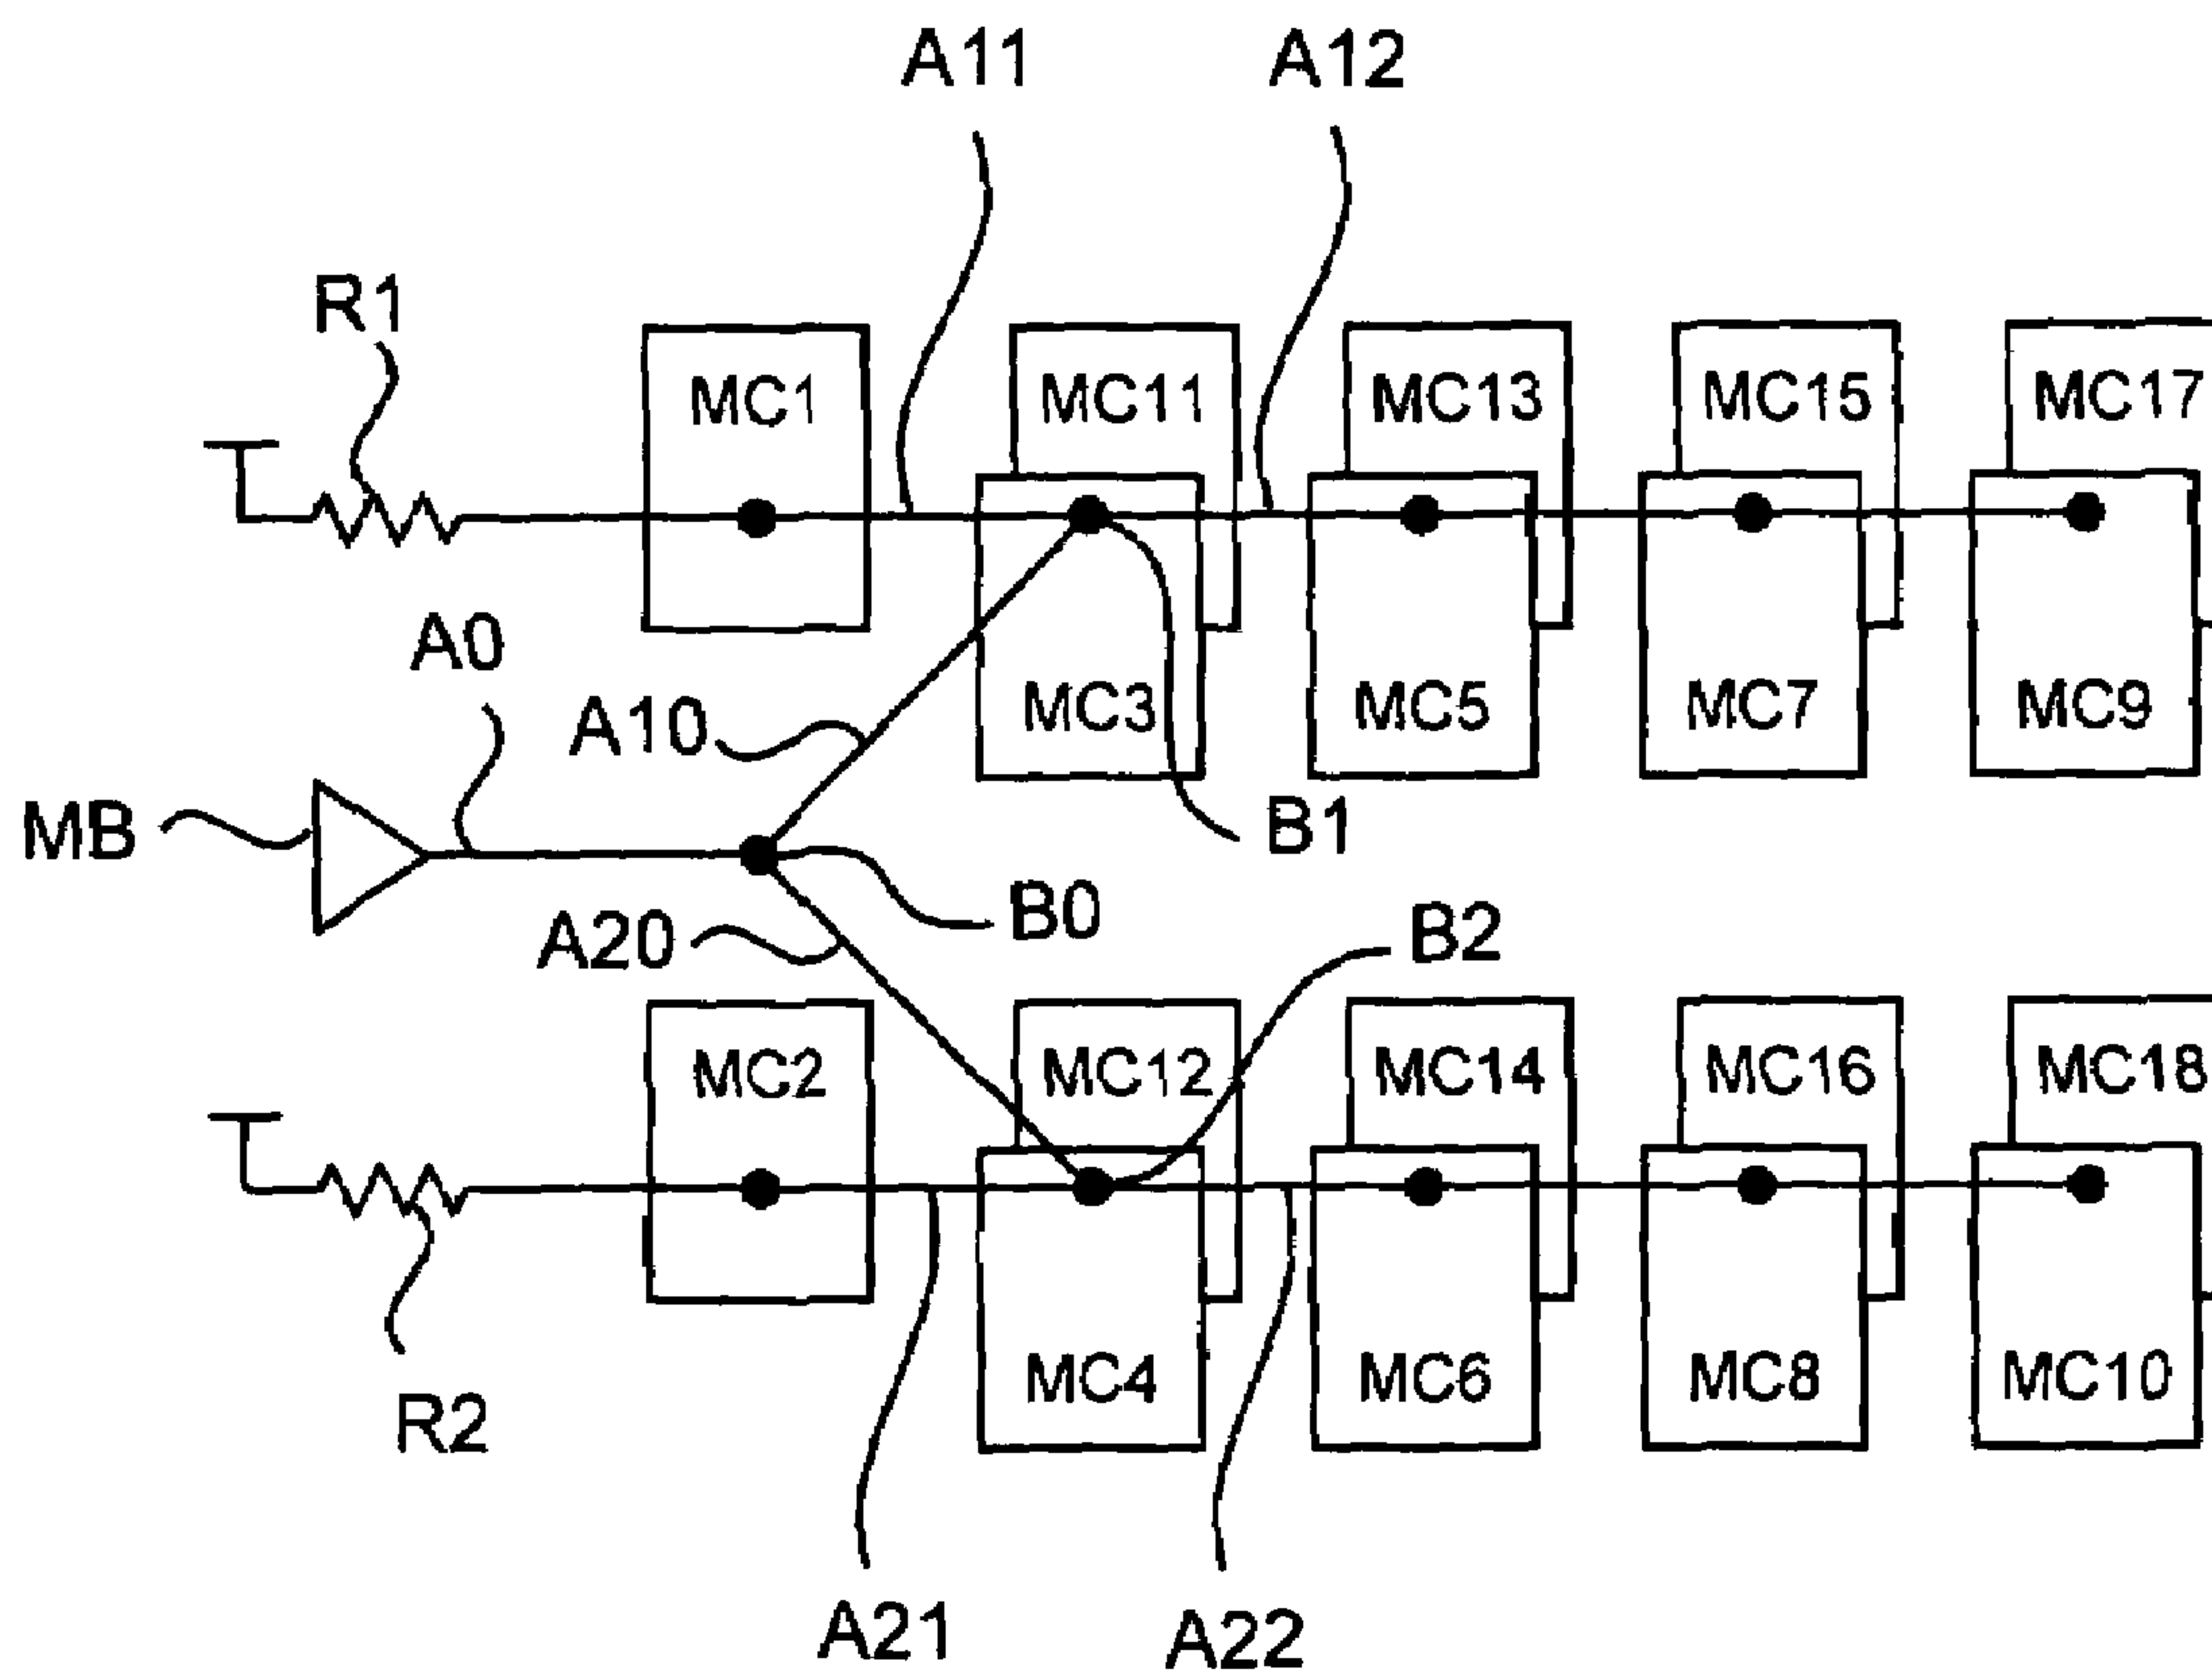 A11 A12
R1
MC1 MC11 MC13 MC15 MC17
A0
A10 MC3 MC5 MC7 MC9
MB B1
B0
A20 B2
MC2 MC12 MC14 MC16 MC18
MC4 MC6 MC8 MC10
R2
A21 A22